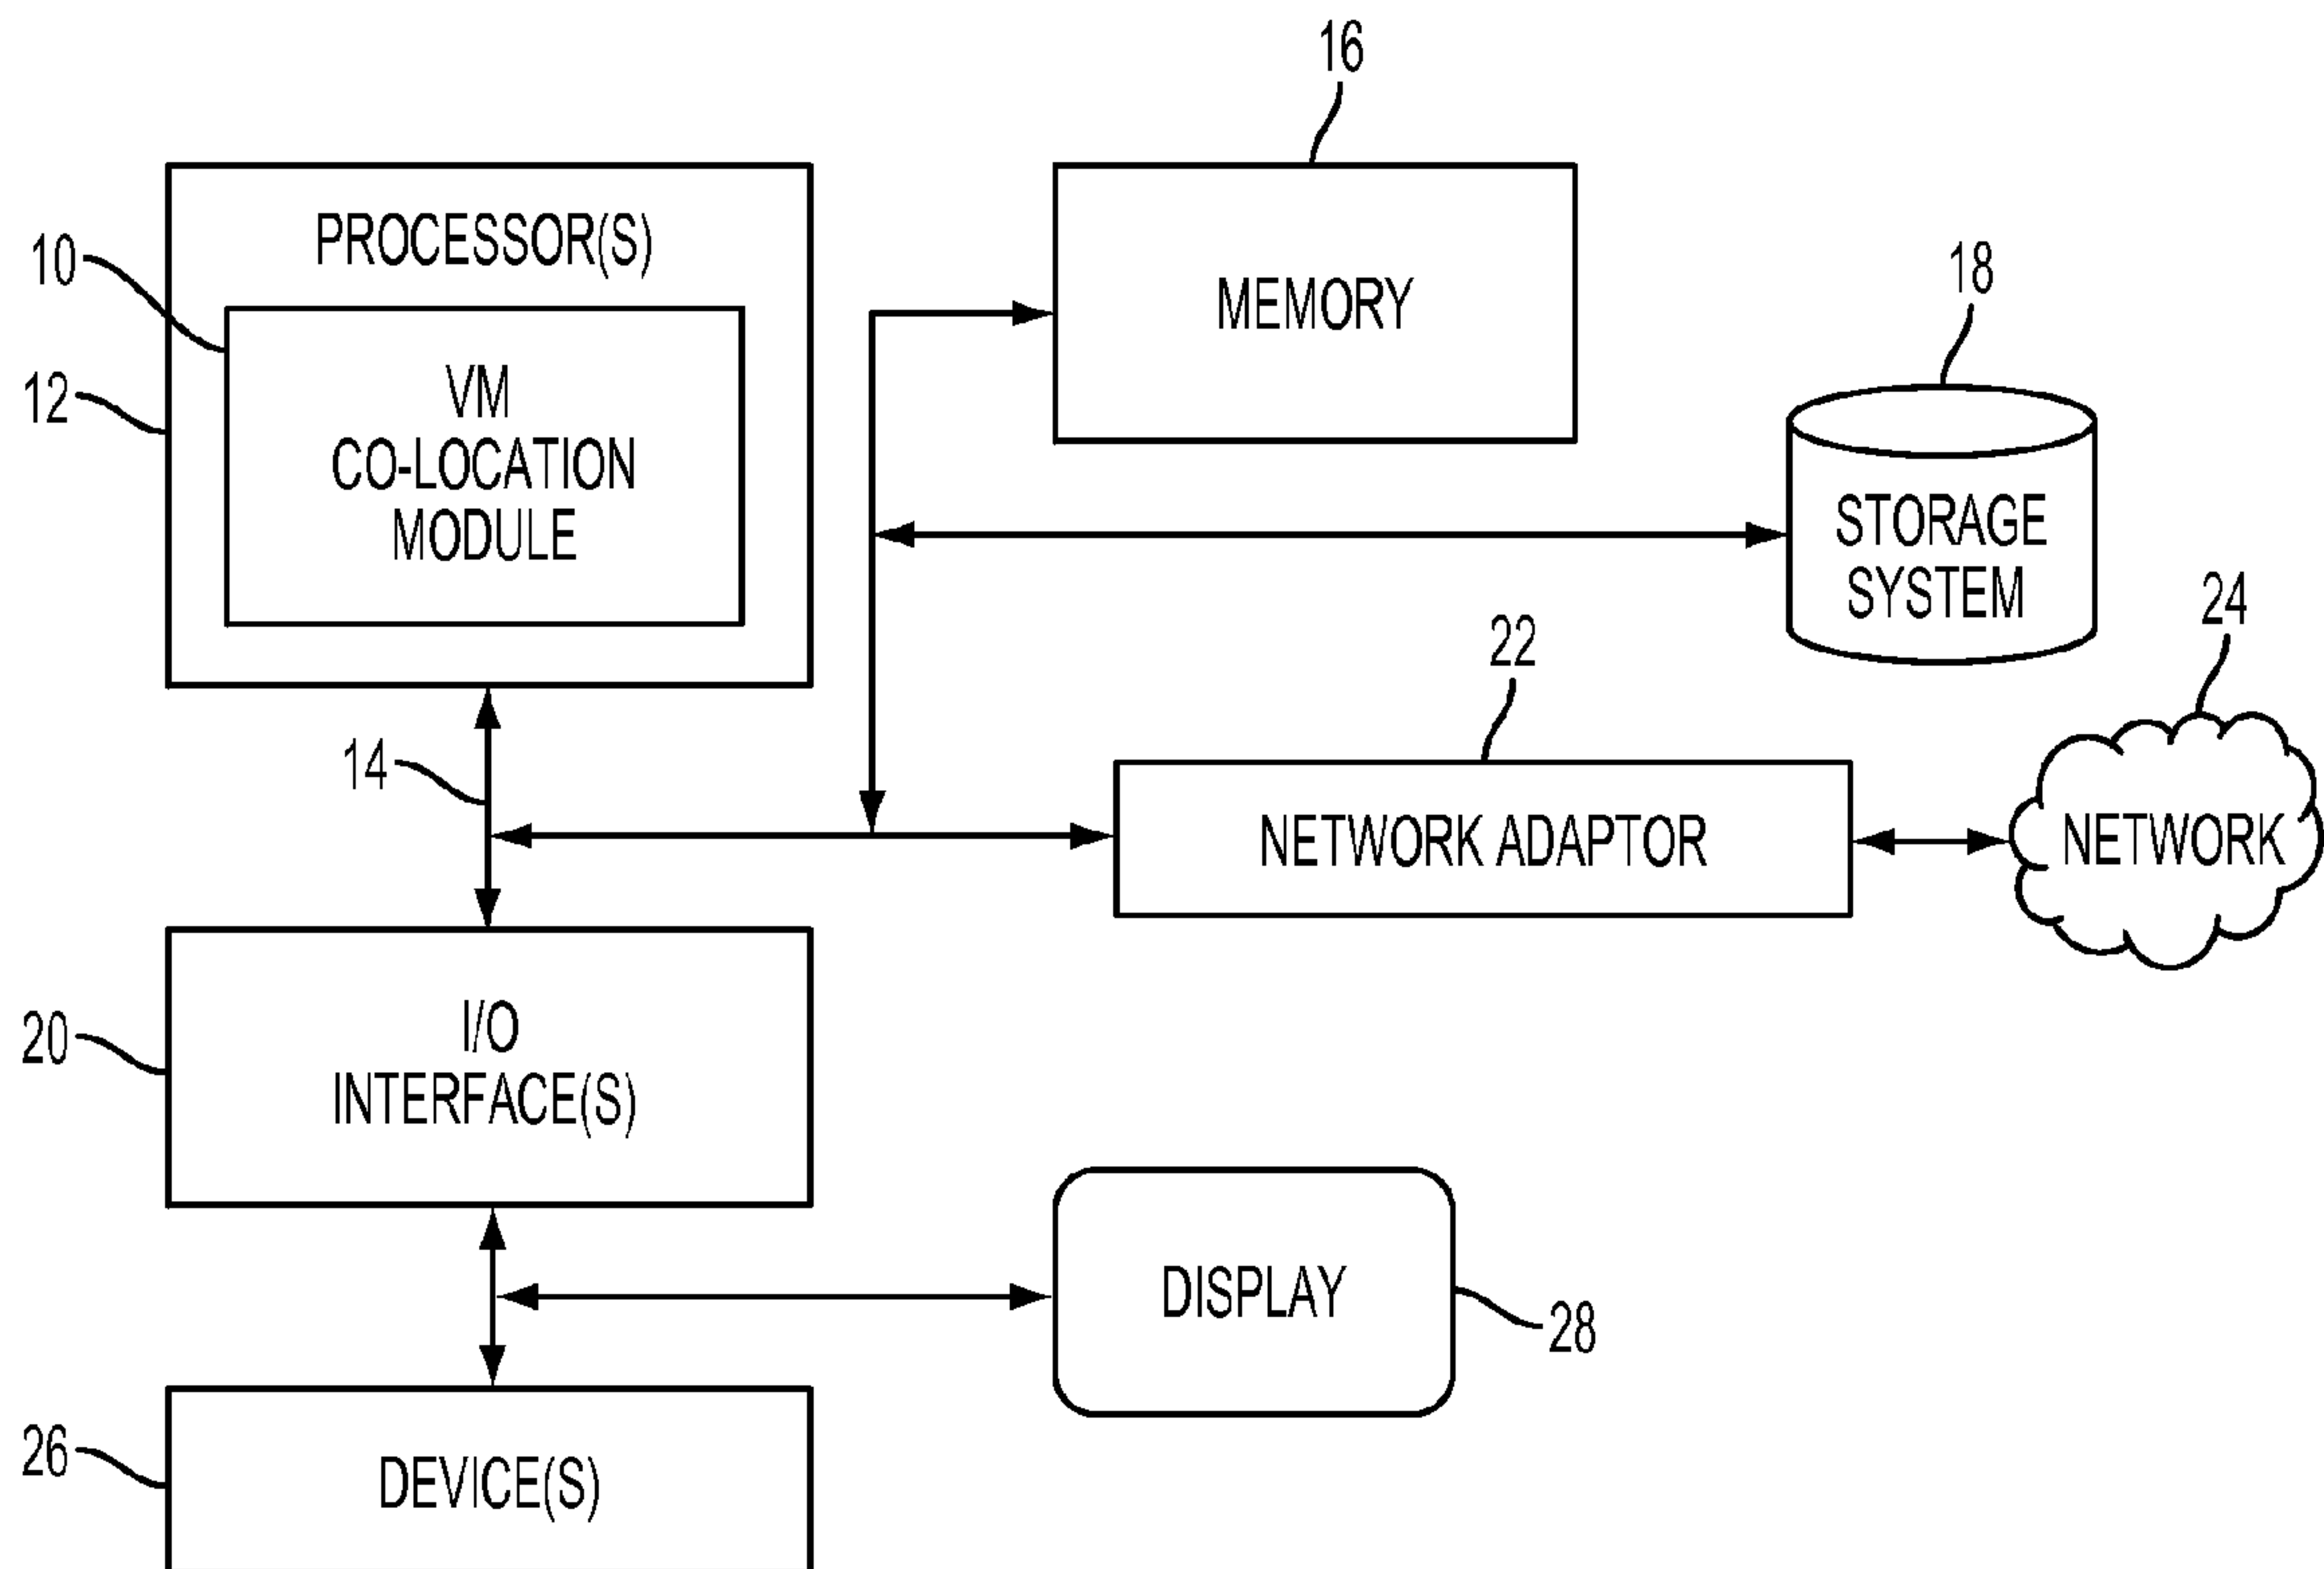 16
PROCESSOR(S)
10
MEMORY
18
VM
12
CO-LOCATION
MODULE
STORAGE
SYSTEM
24
22
14
NETWORK ADAPTOR
NETWORK
I/O
20
INTERFACE(S)
DISPLAY
28
26
DEVICE(S)